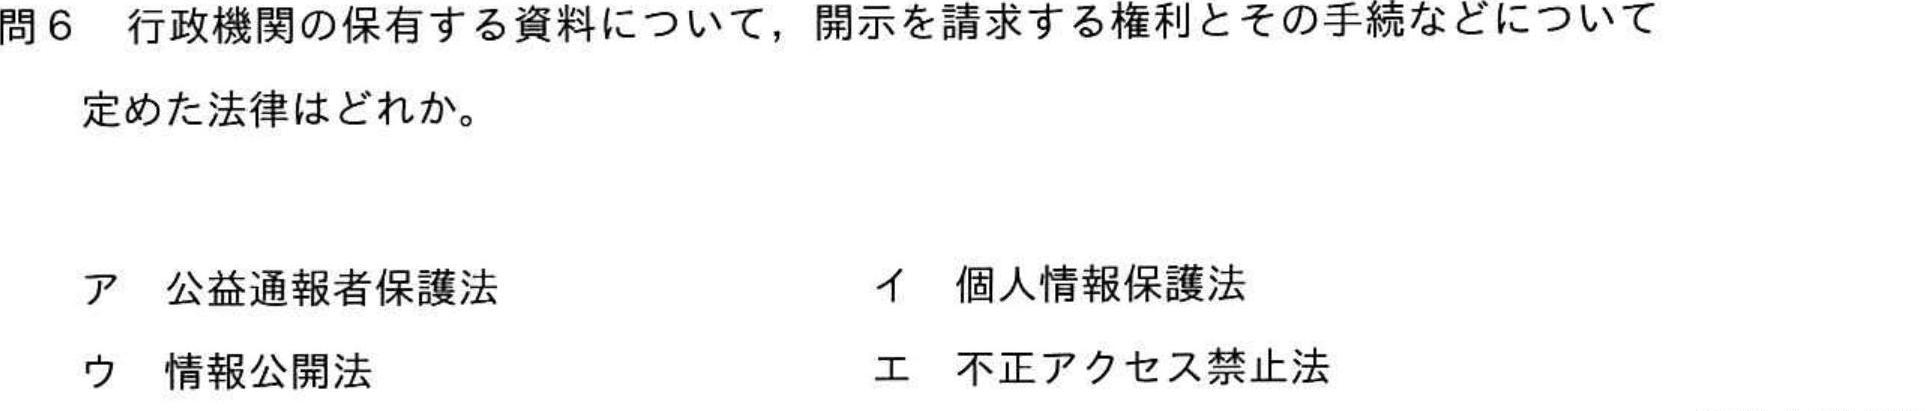 問6　行政機関の保有する資料について，開示を請求する権利とその手続などについて
定めた法律はどれか。
ア　公益通報者保護法　イ　個人情報保護法
ウ　情報公開法　エ　不正アクセス禁止法